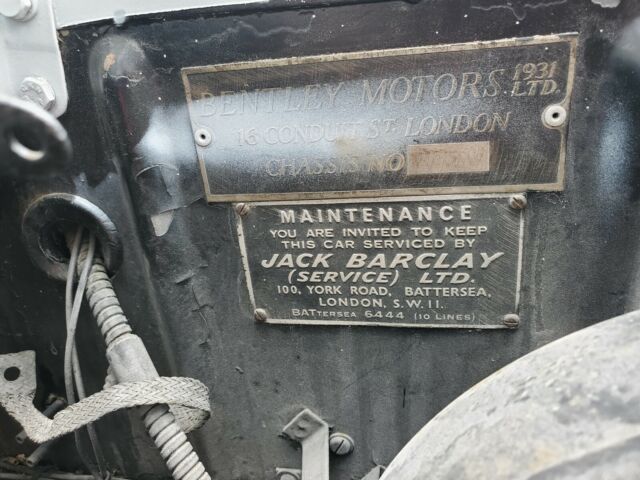 BENTLEY MOTORS 1931 LTD.
16 CONDUIT ST. LONDON
CHASSIS NO
MAINTENANCE
YOU ARE INVITED TO KEEP
THIS CAR SERVICED BY
JACK BARCLAY
(SERVICE) LTD.
100, YORK ROAD, BATTERSEA,
LONDON. S.W. 11.
BATTERSEA 6444 (10 LINES)